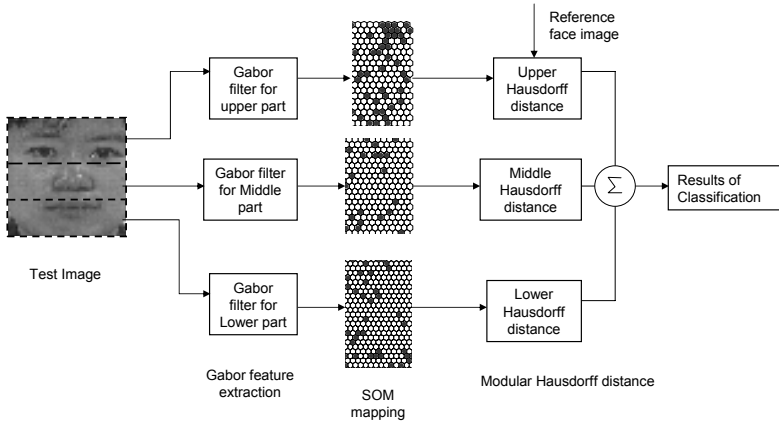 Reference
face image
Gabor
filter for
upper part
Upper
Hausdorff
distance
Gabor filter
for Middle
part
Middle
Hausdorff
distance
Σ
Results of
Classification
Test Image
Gabor
filter for
Lower part
Lower
Hausdorff
distance
Gabor feature
extraction
SOM
mapping
Modular Hausdorff distance